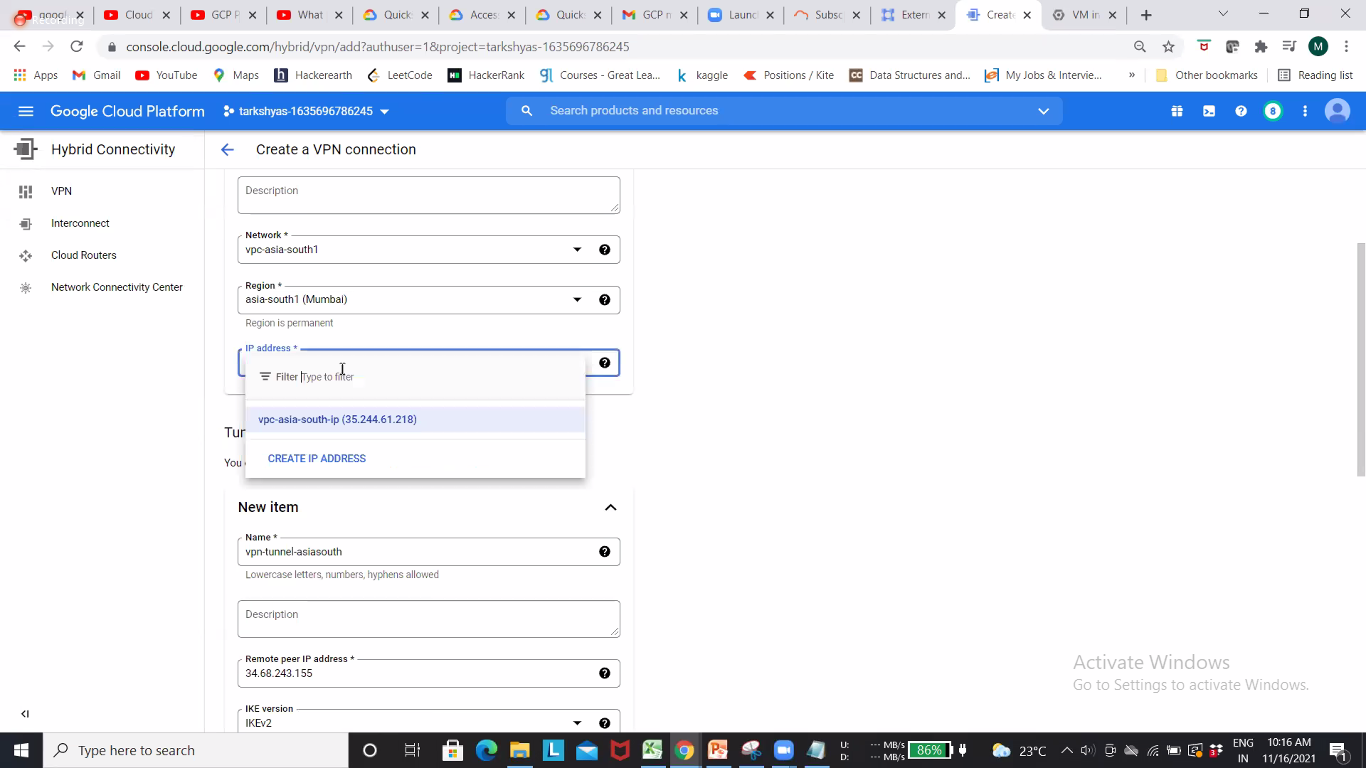 Recording
googl
Cloud
GCP P
What
Quick
Acces
Quick
GCP n
Launc
Subsc
Extern
Create
VM in
console.cloud.google.com/hybrid/vpn/add?authuser=1&project=tarkshyas-1635696786245
M
Apps
Gmail
YouTube
Maps
Hackerearth
LeetCode
HackerRank
Courses - Great Lea...
kaggle
Positions / Kite
Data Structures and...
My Jobs & Intervie...
»
Other bookmarks
Reading list
Google Cloud Platform
tarkshyas-1635696786245
Search products and resources
8
Hybrid Connectivity
Create a VPN connection
VPN
Interconnect
Cloud Routers
Network Connectivity Center
Description
Network *
vpc-asia-south1
Region *
asia-south1 (Mumbai)
Region is permanent
IP address *
Filter Type to filter
vpc-asia-south-ip (35.244.61.218)
CREATE IP ADDRESS
Tun
You
New item
Name *
vpn-tunnel-asiasouth
Lowercase letters, numbers, hyphens allowed
Description
Remote peer IP address *
34.68.243.155
IKE version
IKEv2
Activate Windows
Go to Settings to activate Windows.
Type here to search
U: --- MB/s
D: --- MB/s
86%
23°C
ENG
IN
10:16 AM
11/16/2021
1